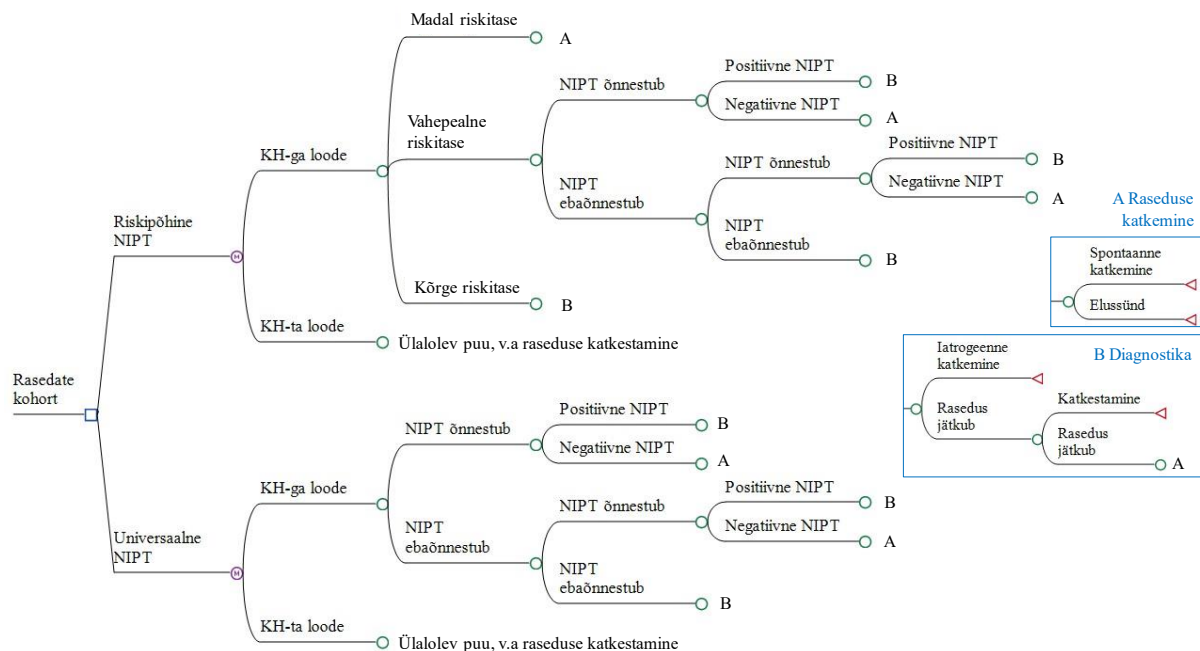 Madal riskitase
A
Positiivne NIPT
B
NIPT õnnestub
Negatiivne NIPT
A
Vahepealne
riskitase
Positiivne NIPT
B
NIPT õnnestub
Negatiivne NIPT
A
KH-ga loode
NIPT
ebaõnnestub
NIPT
ebaõnnestub
B
Riskipõhine
NIPT
Kõrge riskitase
B
KH-ta loode
Ülalolev puu, v.a raseduse katkestamine
A Raseduse
katkemine
Spontaanne
katkemine
Elussünd
B Diagnostika
Iatrogeenne
katkemine
Katkestamine
Rasedus
jätkub
Rasedus
jätkub
A
Rasedate
kohort
Positiivne NIPT
B
NIPT õnnestub
Negatiivne NIPT
A
KH-ga loode
Positiivne NIPT
B
NIPT õnnestub
Negatiivne NIPT
A
NIPT
ebaõnnestub
NIPT
ebaõnnestub
B
Universaalne
NIPT
KH-ta loode
Ülalolev puu, v.a raseduse katkestamine